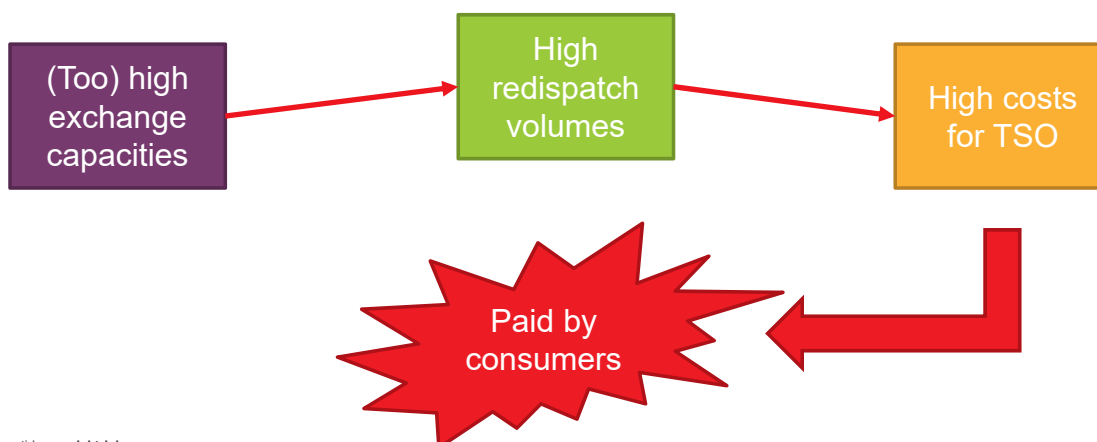 (Too) high
exchange
capacities
High
redispatch
volumes
High costs
for TSO
Paid by
consumers